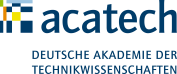 acatech
DEUTSCHE AKADEMIE DER
TECHNIKWISSENSCHAFTEN